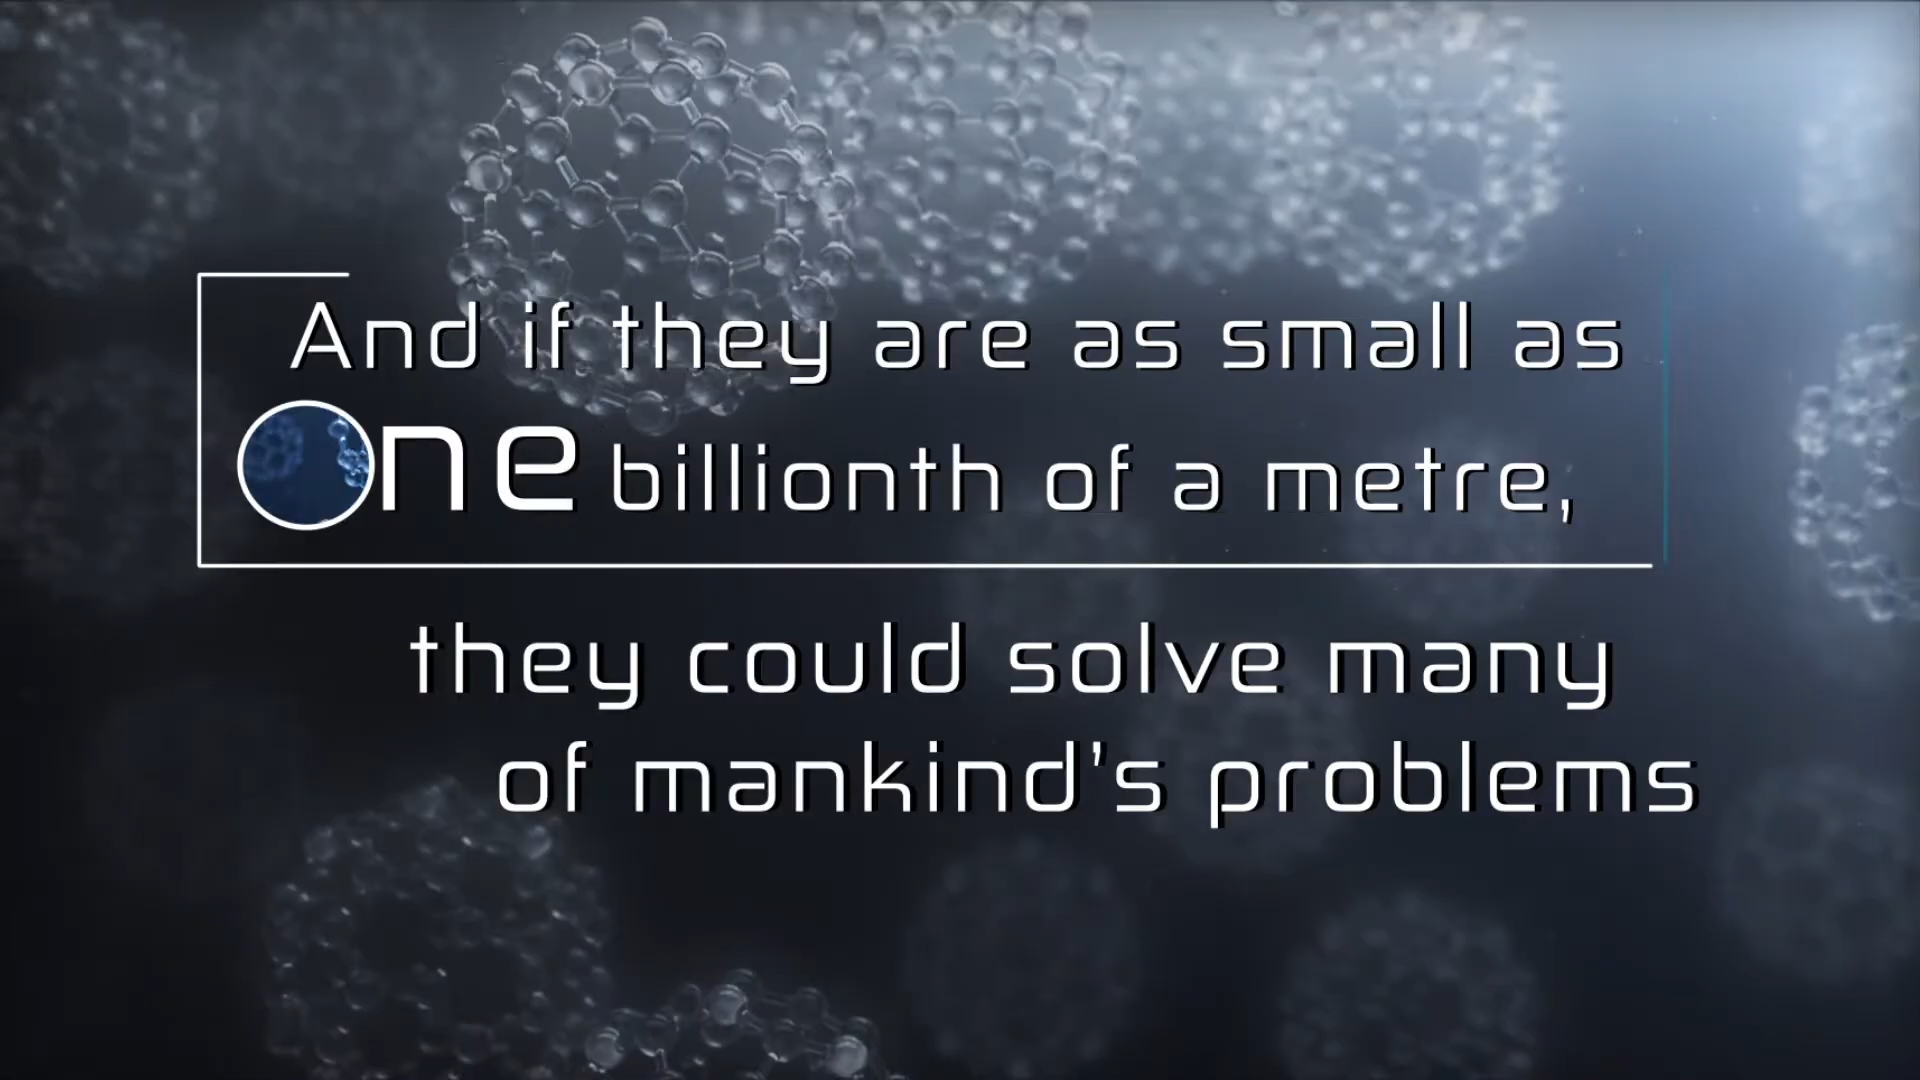 And if they are as small as
One billionth of a metre,
they could solve many
of mankind's problems